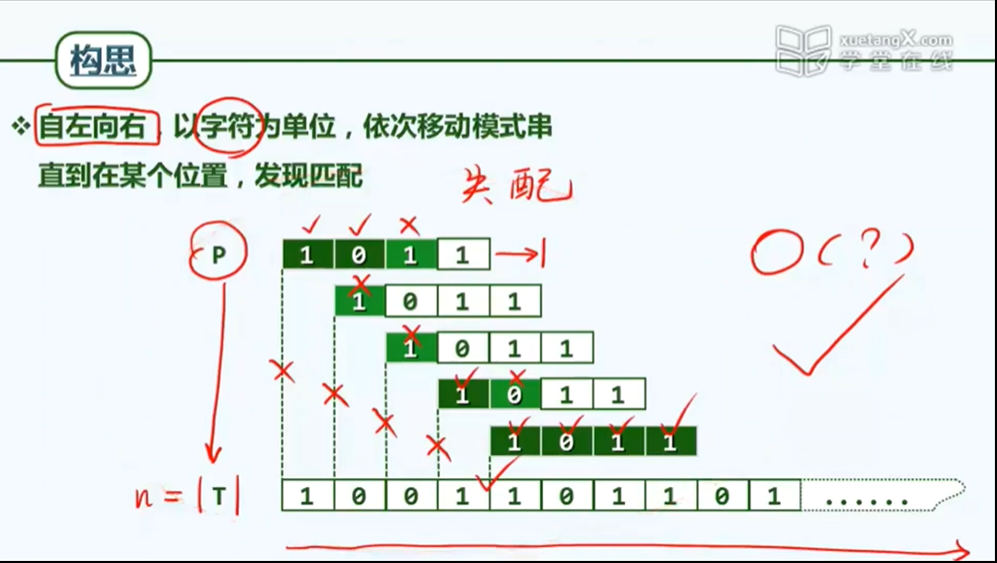 构思
xuetangX.com
学堂在线
❖ 自左向右，以字符为单位，依次移动模式串
直到在某个位置，发现匹配
失配
P 1 0 1 1 →|
O(?)
1 0 1 1
1 0 1 1
1 0 1 1
1 0 1 1
n = |T| 1 0 0 1 1 0 1 1 0 1 ......